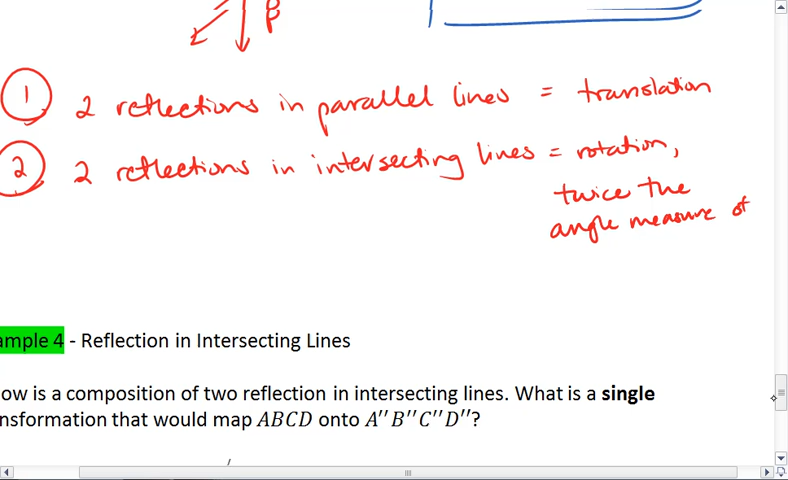 P
1 2 reflections in parallel lines = translation
2 2 reflections in intersecting lines = rotation,
twice the
angle measure of
ample 4 - Reflection in Intersecting Lines
ow is a composition of two reflection in intersecting lines. What is a single
nsformation that would map ABCD onto A''B''C''D''?